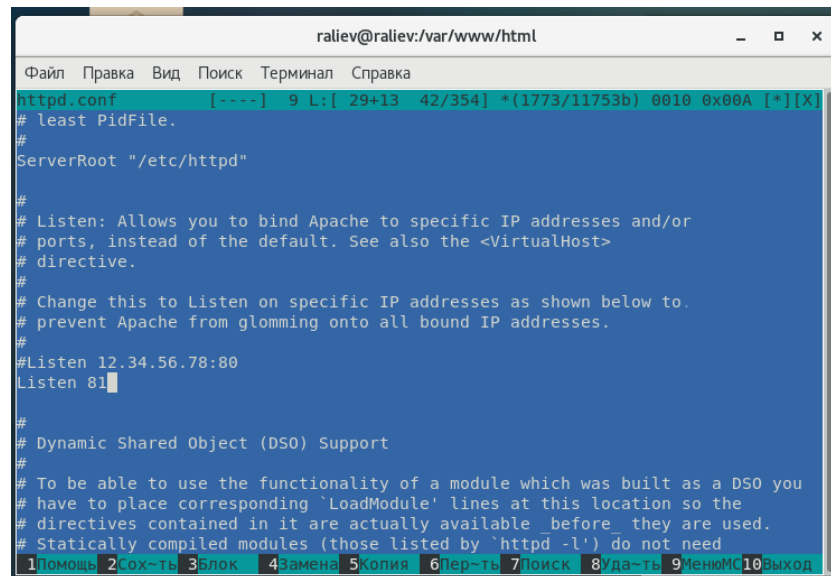 raliev@raliev:/var/www/html
Файл Правка Вид Поиск Терминал Справка
httpd.conf [----] 9 L:[ 29+13 42/354] *(1773/11753b) 0010 0x00A [*][X]
# least PidFile.
#
ServerRoot "/etc/httpd"
#
# Listen: Allows you to bind Apache to specific IP addresses and/or
# ports, instead of the default. See also the <VirtualHost>
# directive.
#
# Change this to Listen on specific IP addresses as shown below to.
# prevent Apache from glomming onto all bound IP addresses.
#
#Listen 12.34.56.78:80
Listen 81
#
# Dynamic Shared Object (DSO) Support
#
# To be able to use the functionality of a module which was built as a DSO you
# have to place corresponding `LoadModule' lines at this location so the
# directives contained in it are actually available _before_ they are used.
# Statically compiled modules (those listed by `httpd -l') do not need
1Помощь 2Сох~ть 3Блок 4Замена 5Копия 6Пер~ть 7Поиск 8Уда~ть 9МенюMC 10Выход